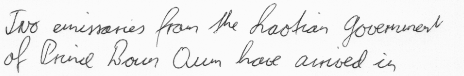 Two emissaries from the Laotian Government
of Prince Boun Oum have arrived in